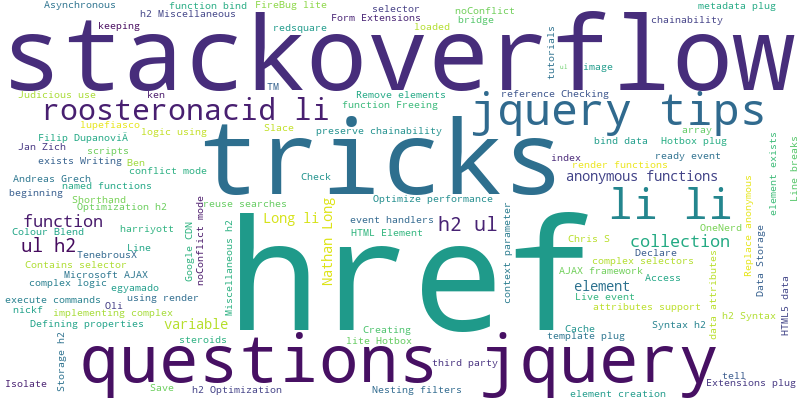 Asynchronous
function bind
FireBug lite
selector
noConflict
metadata plug
h2 Miscellaneous
Form Extensions
bridge
chainability
keeping
redsquare
loaded
tutorials
stackoverflow
ul
image
TM
Judicious use
ken
Remove elements
reference Checking
roosteronacid li
function Freeing
jquery tips
lupefiasco
logic using
Slace
preserve chainability
array
Filip DupanoviÄ
tricks
bind data
Hotbox plug
Line breaks
element exists
Jan Zich
scripts
exists Writing
Ben
index
ready event
render functions
conflict mode
Andreas Grech
named functions
Check
anonymous functions
Replace anonymous
beginning
Shorthand
Optimization h2
reuse searches
Optimize performance
li li
noConflict mode
Nathan Long
context parameter
function
Long li
event handlers
h2 ul
harriyott
Miscellaneous h2
Colour Blend
HTML Element
OneNerd
Google CDN
href
Chris S
collection
ul h2
Line
TenebrousX
Declare
Data Storage
Contains selector
complex selectors
Microsoft AJAX
AJAX framework
Access
data attributes
HTML5 data
complex logic
egyamado
element
execute commands
using render
Live event
Oli
nickf
implementing complex
attributes support
h2 Syntax
Defining properties
variable
Creating
Cache
Syntax h2
steroids
lite Hotbox
template plug
Storage h2
questions jquery
third party
tell
Isolate
Save
h2 Optimization
Nesting filters
element creation
Extensions plug